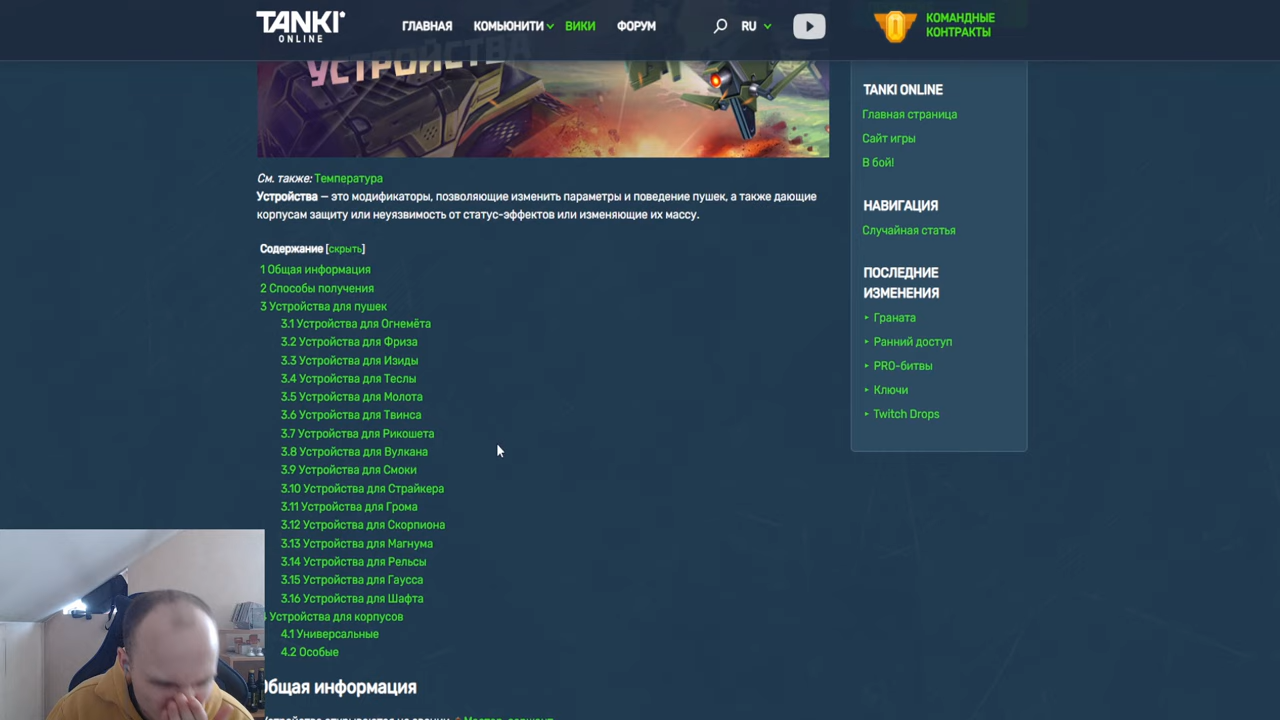 TANKI
ONLINE
ГЛАВНАЯ
КОМЬЮНИТИ
ВИКИ
ФОРУМ
RU
КОМАНДНЫЕ
КОНТРАКТЫ
УСТРОЙСТВА
См. также: Температура
Устройства — это модификаторы, позволяющие изменить параметры и поведение пушек, а также дающие
корпусам защиту или неуязвимость от статус-эффектов или изменяющие их массу.
Содержание [скрыть]
1 Общая информация
2 Способы получения
3 Устройства для пушек
3.1 Устройства для Огнемёта
3.2 Устройства для Фриза
3.3 Устройства для Изиды
3.4 Устройства для Теслы
3.5 Устройства для Молота
3.6 Устройства для Твинса
3.7 Устройства для Рикошета
3.8 Устройства для Вулкана
3.9 Устройства для Смоки
3.10 Устройства для Страйкера
3.11 Устройства для Грома
3.12 Устройства для Скорпиона
3.13 Устройства для Магнума
3.14 Устройства для Рельсы
3.15 Устройства для Гаусса
3.16 Устройства для Шафта
Устройства для корпусов
4.1 Универсальные
4.2 Особые
Общая информация
TANKI ONLINE
Главная страница
Сайт игры
В бой!
НАВИГАЦИЯ
Случайная статья
ПОСЛЕДНИЕ
ИЗМЕНЕНИЯ
Граната
Ранний доступ
PRO-битвы
Ключи
Twitch Drops